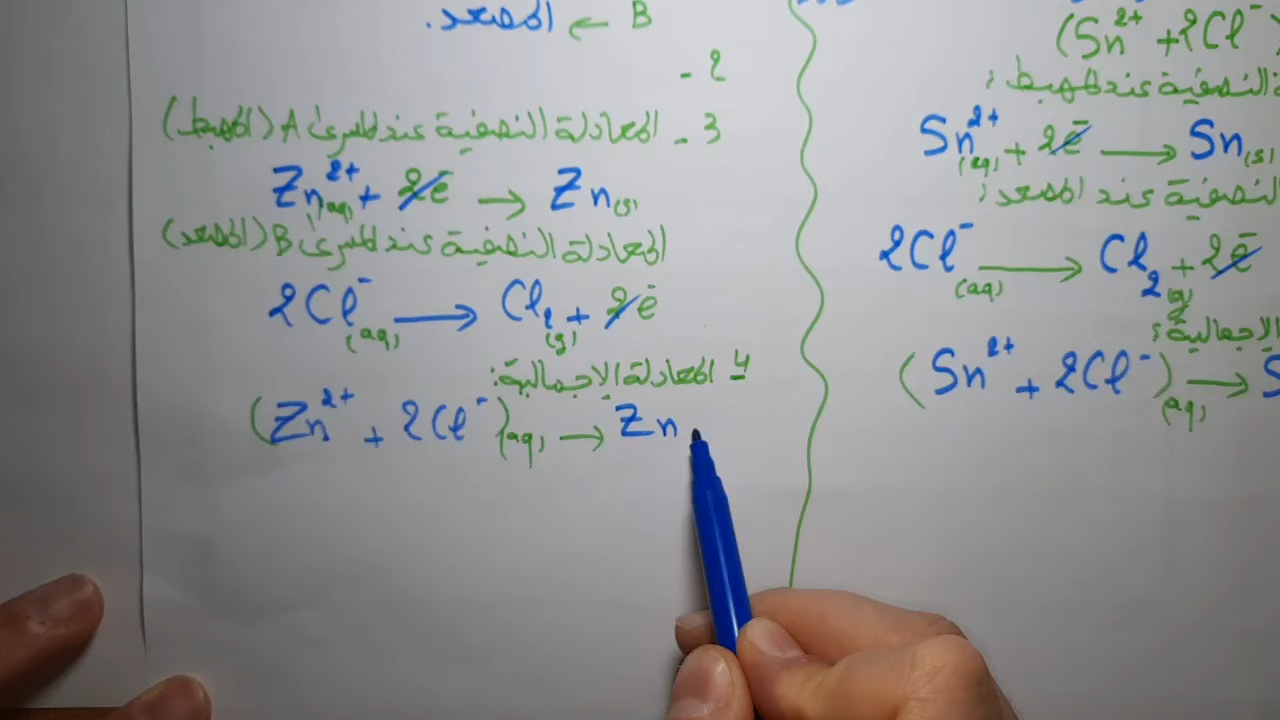 B ← المصعد.
2 -
3 - المعادلة النصفية عند المسرى A (المهبط)
Zn²⁺(aq) + 2e⁻ → Zn(s)
المعادلة النصفية عند المسرى B (المصعد)
2Cl⁻(aq) → Cl₂(g) + 2e⁻
4 - المعادلة الإجمالية:
(Zn²⁺ + 2Cl⁻)(aq) → Zn
(Sn²⁺ + 2Cl⁻
النصفية عند المهبط:
Sn²⁺(aq) + 2e⁻ → Sn(s)
النصفية عند المصعد:
2Cl⁻(aq) → Cl₂(g) + 2e⁻
الإجمالية:
(Sn²⁺ + 2Cl⁻)(aq) → S